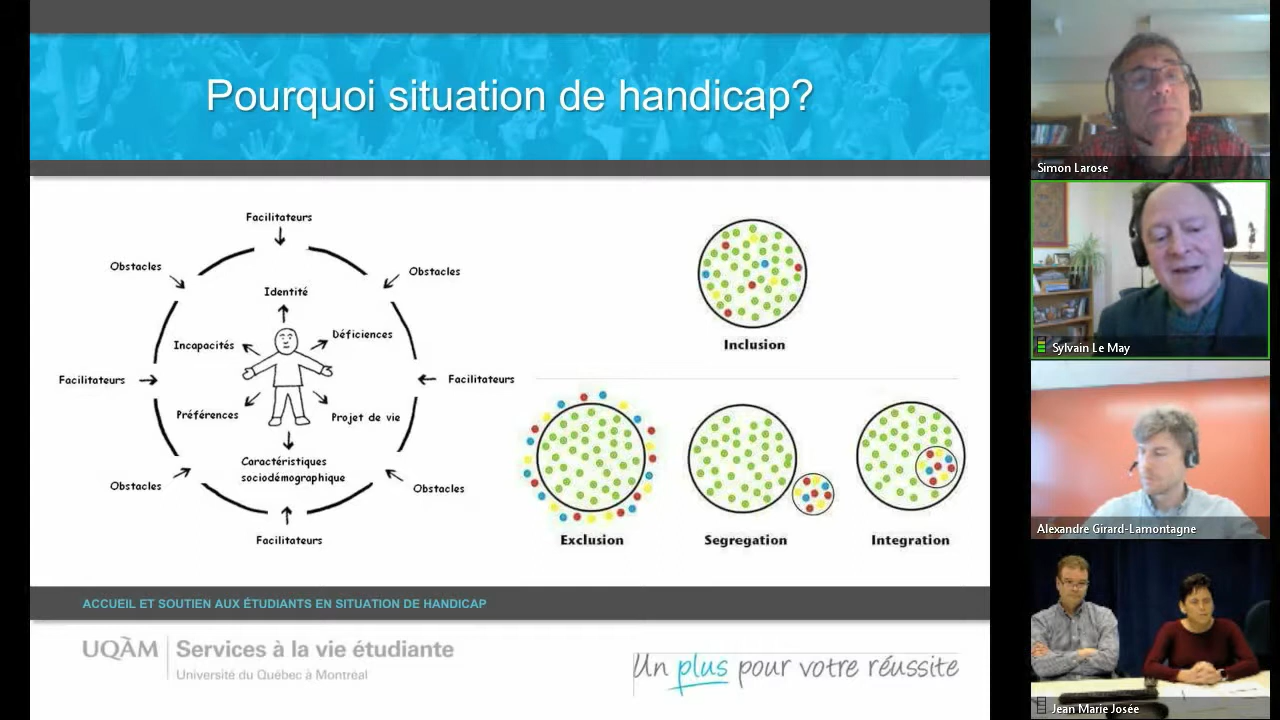 Pourquoi situation de handicap?
Facilitateurs
Obstacles
Obstacles
Identité
Incapacités
Déficiences
Facilitateurs
Facilitateurs
Préférences
Projet de vie
Caractéristiques
sociodémographique
Obstacles
Obstacles
Facilitateurs
Inclusion
Exclusion
Segregation
Integration
ACCUEIL ET SOUTIEN AUX ÉTUDIANTS EN SITUATION DE HANDICAP
UQÀM
Services à la vie étudiante
Université du Québec à Montréal
Un plus pour votre réussite
Simon Larose
Sylvain Le May
Alexandre Girard-Lamontagne
Jean Marie Josée